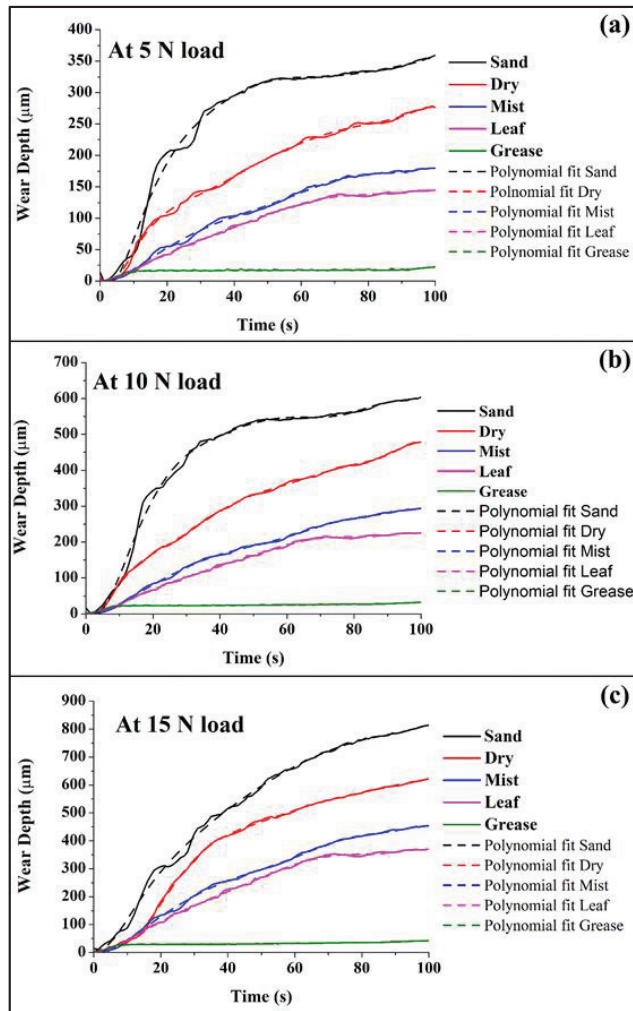 (a)
At 5 N load
400
350
300
250
200
150
100
50
0
Wear Depth (μm)
0 20 40 60 80 100
Time (s)
Sand
Dry
Mist
Leaf
Grease
Polynomial fit Sand
Polnomial fit Dry
Polynomial fit Mist
Polynomial fit Leaf
Polynomial fit Grease
(b)
At 10 N load
700
600
500
400
300
200
100
0
Wear Depth (μm)
0 20 40 60 80 100
Time (s)
Sand
Dry
Mist
Leaf
Grease
Polynomial fit Sand
Polynomial fit Dry
Polynomial fit Mist
Polynomial fit Leaf
Polynomial fit Grease
(c)
At 15 N load
900
800
700
600
500
400
300
200
100
0
Wear Depth (μm)
0 20 40 60 80 100
Time (s)
Sand
Dry
Mist
Leaf
Grease
Polynomial fit Sand
Polynomial fit Dry
Polynomial fit Mist
Polynomial fit Leaf
Polynomial fit Grease